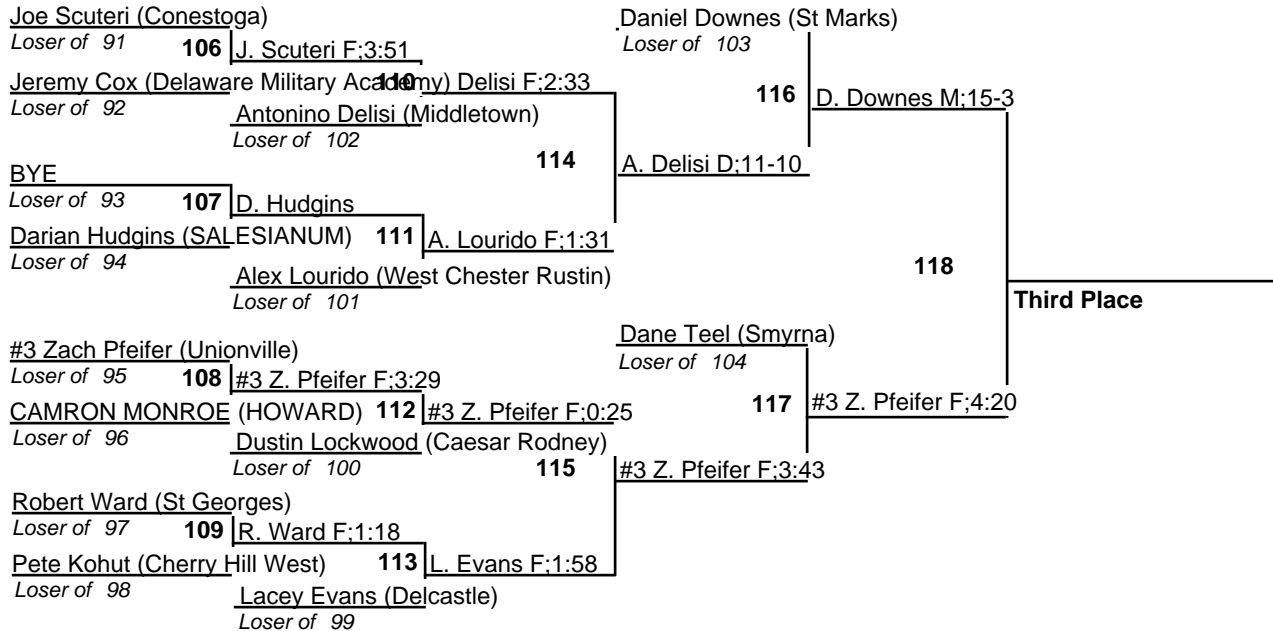 Joe Scuteri (Conestoga)
Loser of 91
106
J. Scuteri F;3:51
Jeremy Cox (Delaware Military Academy)
Loser of 92
110
Delisi F;2:33
Antonino Delisi (Middletown)
Loser of 102
BYE
Loser of 93
107
D. Hudgins
Darian Hudgins (SALESIANUM)
Loser of 94
111
A. Lourido F;1:31
Alex Lourido (West Chester Rustin)
Loser of 101
114
A. Delisi D;11-10
Daniel Downes (St Marks)
Loser of 103
116
D. Downes M;15-3
118
Third Place
#3 Zach Pfeifer (Unionville)
Loser of 95
108
#3 Z. Pfeifer F;3:29
CAMRON MONROE (HOWARD)
Loser of 96
112
#3 Z. Pfeifer F;0:25
Dustin Lockwood (Caesar Rodney)
Loser of 100
115
#3 Z. Pfeifer F;3:43
Dane Teel (Smyrna)
Loser of 104
117
#3 Z. Pfeifer F;4:20
Robert Ward (St Georges)
Loser of 97
109
R. Ward F;1:18
Pete Kohut (Cherry Hill West)
Loser of 98
113
L. Evans F;1:58
Lacey Evans (Delcastle)
Loser of 99